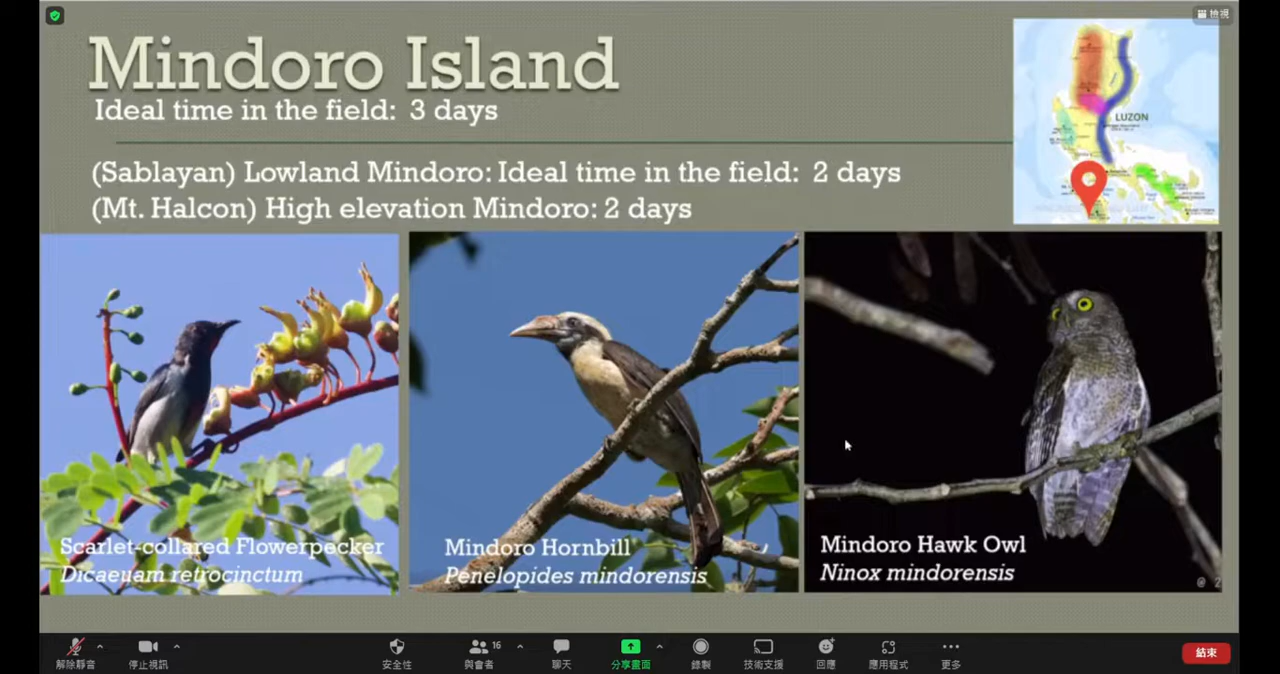 檢視
Mindoro Island
Ideal time in the field: 3 days
LUZON
(Sablayan) Lowland Mindoro: Ideal time in the field: 2 days
(Mt. Halcon) High elevation Mindoro: 2 days
Scarlet-collared Flowerpecker
Dicaeyam retrocinctum
Mindoro Hornbill
Penelopides mindorensis
Mindoro Hawk Owl
Ninox mindorensis
16
解除靜音
停止視訊
安全性
與會者
聊天
分享畫面
錄製
技術支援
回應
應用程式
更多
結束